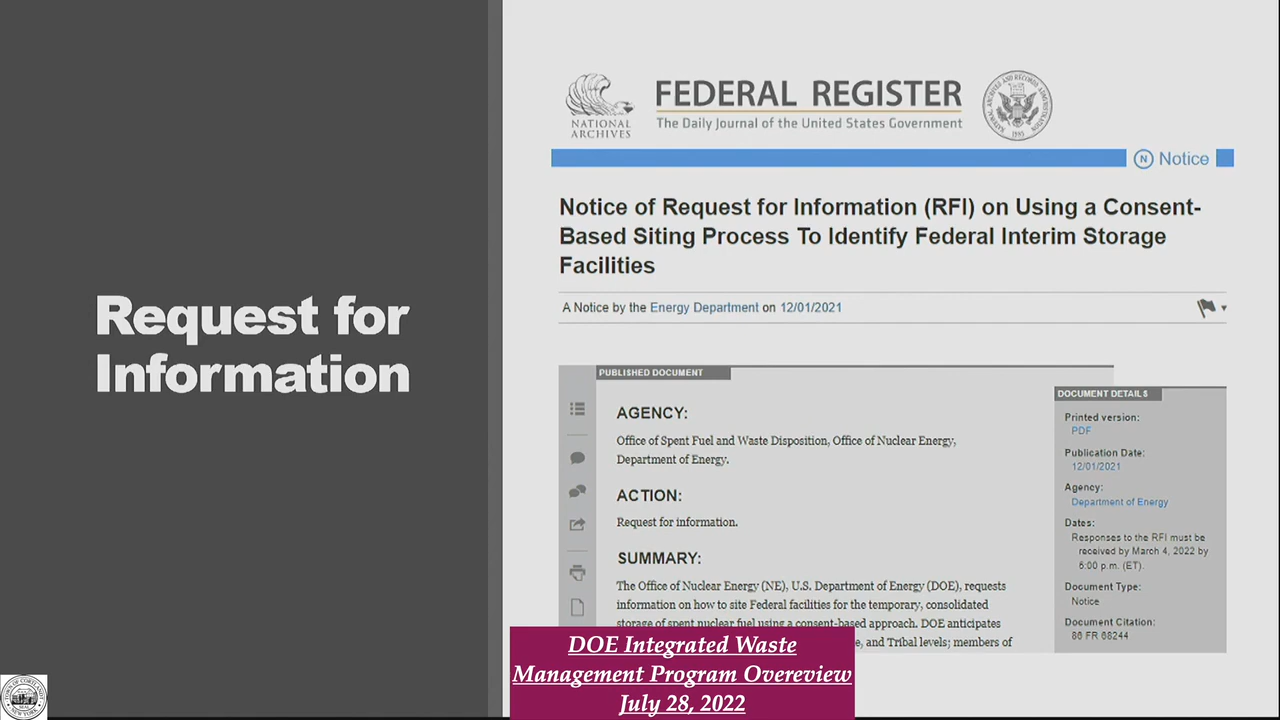 Request for
Information
NATIONAL
ARCHIVES
FEDERAL REGISTER
The Daily Journal of the United States Government
N Notice
Notice of Request for Information (RFI) on Using a Consent-
Based Siting Process To Identify Federal Interim Storage
Facilities
A Notice by the Energy Department on 12/01/2021
PUBLISHED DOCUMENT
AGENCY:
Office of Spent Fuel and Waste Disposition, Office of Nuclear Energy,
Department of Energy.
ACTION:
Request for information.
SUMMARY:
The Office of Nuclear Energy (NE), U.S. Department of Energy (DOE), requests
information on how to site Federal facilities for the temporary, consolidated
storage of spent nuclear fuel using a consent-based approach. DOE anticipates
and Tribal levels; members of
DOCUMENT DETAILS
Printed version:
PDF
Publication Date:
12/01/2021
Agency:
Department of Energy
Dates:
Responses to the RFI must be
received by March 4, 2022 by
5:00 p.m. (ET).
Document Type:
Notice
Document Citation:
86 FR 68244
DOE Integrated Waste
Management Program Overeview
July 28, 2022